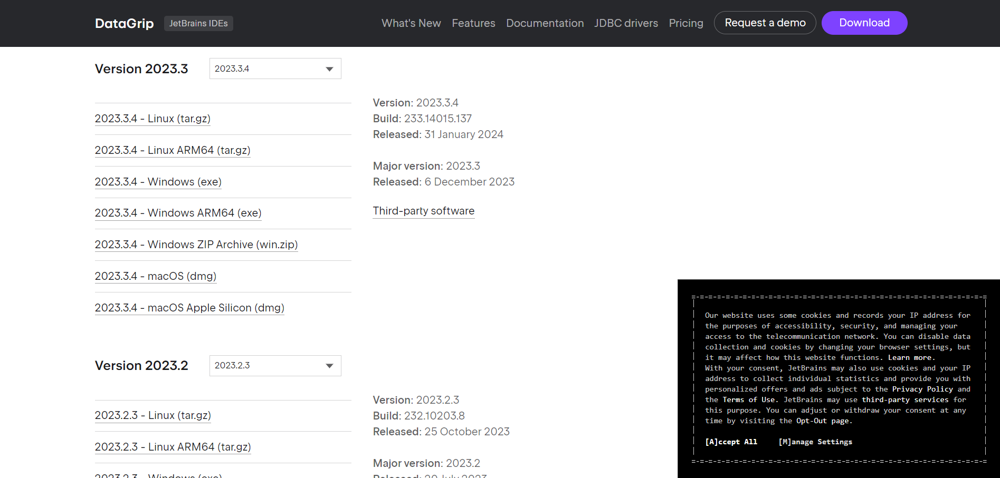 DataGrip JetBrains IDEs What's New Features Documentation JDBC drivers Pricing Request a demo Download
Version 2023.3 2023.3.4
2023.3.4 - Linux (tar.gz)
2023.3.4 - Linux ARM64 (tar.gz)
2023.3.4 - Windows (exe)
2023.3.4 - Windows ARM64 (exe)
2023.3.4 - Windows ZIP Archive (win.zip)
2023.3.4 - macOS (dmg)
2023.3.4 - macOS Apple Silicon (dmg)
Version: 2023.3.4
Build: 233.14015.137
Released: 31 January 2024
Major version: 2023.3
Released: 6 December 2023
Third-party software
Version 2023.2 2023.2.3
2023.2.3 - Linux (tar.gz)
2023.2.3 - Linux ARM64 (tar.gz)
2023.2.3 - Windows (exe)
Version: 2023.2.3
Build: 232.10203.8
Released: 25 October 2023
Major version: 2023.2
Released: 20 July 2023
Our website uses some cookies and records your IP address for
the purposes of accessibility, security, and managing your
access to the telecommunication network. You can disable data
collection and cookies by changing your browser settings, but
it may affect how this website functions. Learn more.
With your consent, JetBrains may also use cookies and your IP
address to collect individual statistics and provide you with
personalized offers and ads subject to the Privacy Policy and
the Terms of Use. JetBrains may use third-party services for
this purpose. You can adjust or withdraw your consent at any
time by visiting the Opt-Out page.
[A]ccept All [M]anage Settings